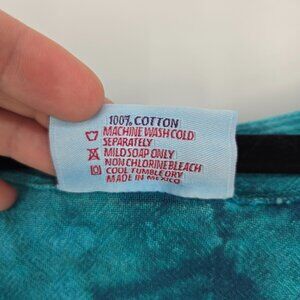 100% COTTON
MACHINE WASH COLD
SEPARATELY
MILD SOAP ONLY
NON CHLORINE BLEACH
COOL TUMBLE DRY
MADE IN MEXICO